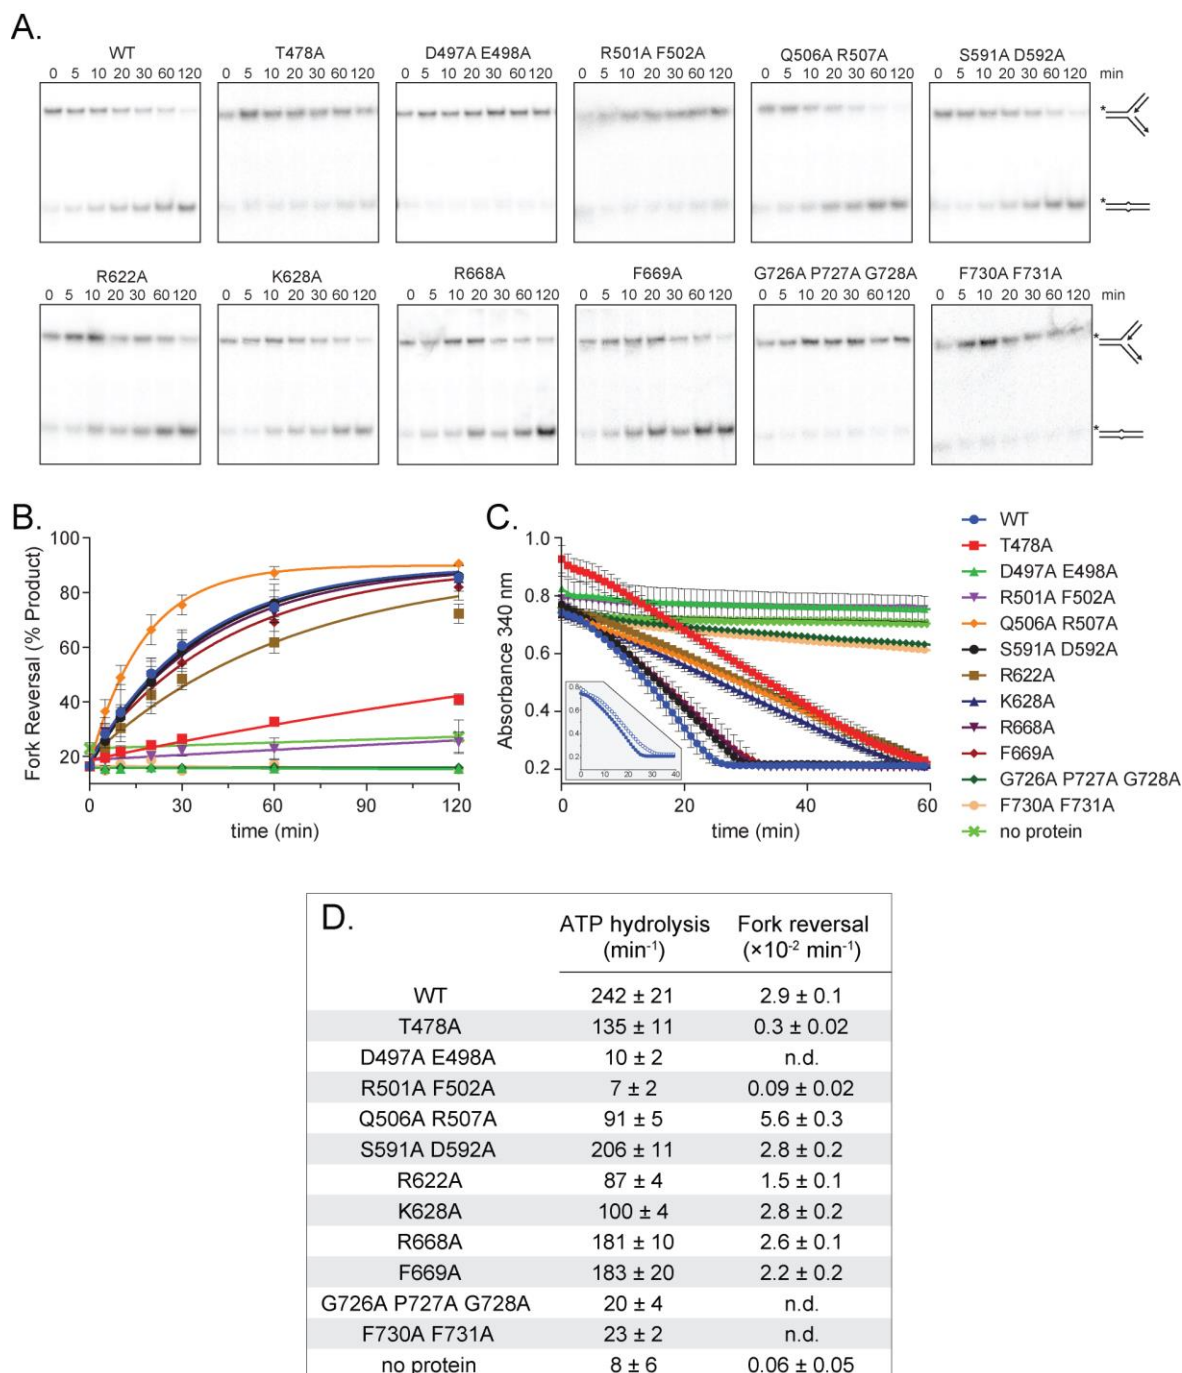 A.
WT T478A D497A E498A R501A F502A Q506A R507A S591A D592A
0 5 10 20 30 60 120 0 5 10 20 30 60 120 0 5 10 20 30 60 120 0 5 10 20 30 60 120 0 5 10 20 30 60 120 0 5 10 20 30 60 120 min
*
*
R622A K628A R668A F669A G726A P727A G728A F730A F731A
0 5 10 20 30 60 120 0 5 10 20 30 60 120 0 5 10 20 30 60 120 0 5 10 20 30 60 120 0 5 10 20 30 60 120 0 5 10 20 30 60 120 min
*
*
B.
Fork Reversal (% Product)
100
80
60
40
20
0 30 60 90 120
time (min)
C.
Absorbance 340 nm
1.0
0.8
0.6
0.4
0.2
0.8
0.6
0.4
0.2
0 10 20 30 40
0 20 40 60
time (min)
WT
T478A
D497A E498A
R501A F502A
Q506A R507A
S591A D592A
R622A
K628A
R668A
F669A
G726A P727A G728A
F730A F731A
no protein
D.
ATP hydrolysis Fork reversal
(min⁻¹) (×10⁻² min⁻¹)
WT 242 ± 21 2.9 ± 0.1
T478A 135 ± 11 0.3 ± 0.02
D497A E498A 10 ± 2 n.d.
R501A F502A 7 ± 2 0.09 ± 0.02
Q506A R507A 91 ± 5 5.6 ± 0.3
S591A D592A 206 ± 11 2.8 ± 0.2
R622A 87 ± 4 1.5 ± 0.1
K628A 100 ± 4 2.8 ± 0.2
R668A 181 ± 10 2.6 ± 0.1
F669A 183 ± 20 2.2 ± 0.2
G726A P727A G728A 20 ± 4 n.d.
F730A F731A 23 ± 2 n.d.
no protein 8 ± 6 0.06 ± 0.05